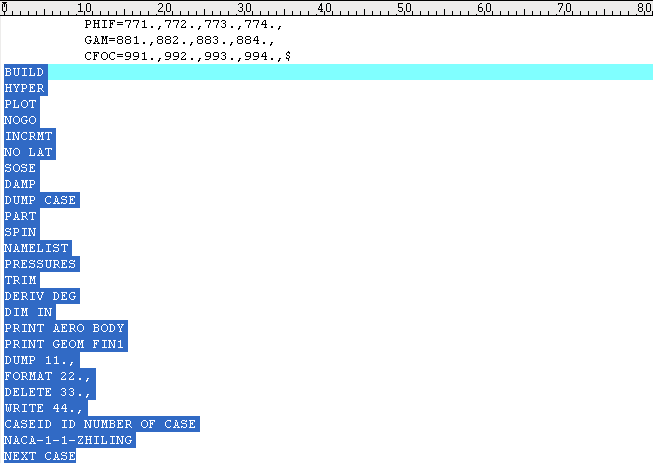 0 10 20 30 40 50 60 70 80
PHIF=771.,772.,773.,774.,
GAM=881.,882.,883.,884.,
CFOC=991.,992.,993.,994.,$
BUILD
HYPER
PLOT
NOGO
INCRMT
NO LAT
SOSE
DAMP
DUMP CASE
PART
SPIN
NAMELIST
PRESSURES
TRIM
DERIV DEG
DIM IN
PRINT AERO BODY
PRINT GEOM FIN1
DUMP 11.,
FORMAT 22.,
DELETE 33.,
WRITE 44.,
CASEID ID NUMBER OF CASE
NACA-1-1-ZHILING
NEXT CASE